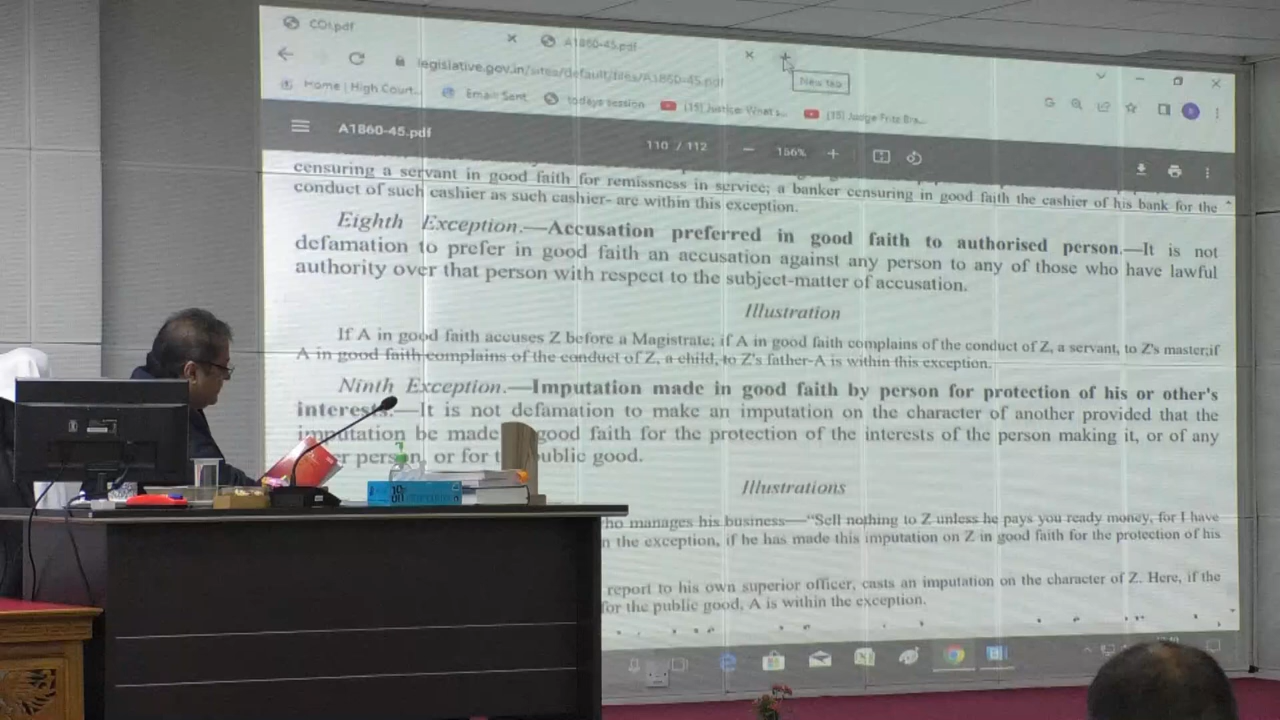 COI.pdf
A1860-45.pdf
legislative.gov.in/sites/default/files/A1860-45.pdf
New tab
Home | High Court...
Email Sent
todays session
(15) Justice: What's...
(15) Judge Fritz Bra...
A1860-45.pdf
110 / 112
156%
censuring a servant in good faith for remissness in service; a banker censuring in good faith the cashier of his bank for the
conduct of such cashier as such cashier- are within this exception.
Eighth Exception.—Accusation preferred in good faith to authorised person.—It is not
defamation to prefer in good faith an accusation against any person to any of those who have lawful
authority over that person with respect to the subject-matter of accusation.
Illustration
If A in good faith accuses Z before a Magistrate; if A in good faith complains of the conduct of Z, a servant, to Z's master;if
A in good faith complains of the conduct of Z, a child, to Z's father-A is within this exception.
Ninth Exception.—Imputation made in good faith by person for protection of his or other's
interests.—It is not defamation to make an imputation on the character of another provided that the
imputation be made good faith for the protection of the interests of the person making it, or of any
er person, or for t public good.
Illustrations
ho manages his business—“Sell nothing to Z unless he pays you ready money, for I have
n the exception, if he has made this imputation on Z in good faith for the protection of his
report to his own superior officer, casts an imputation on the character of Z. Here, if the
for the public good, A is within the exception.